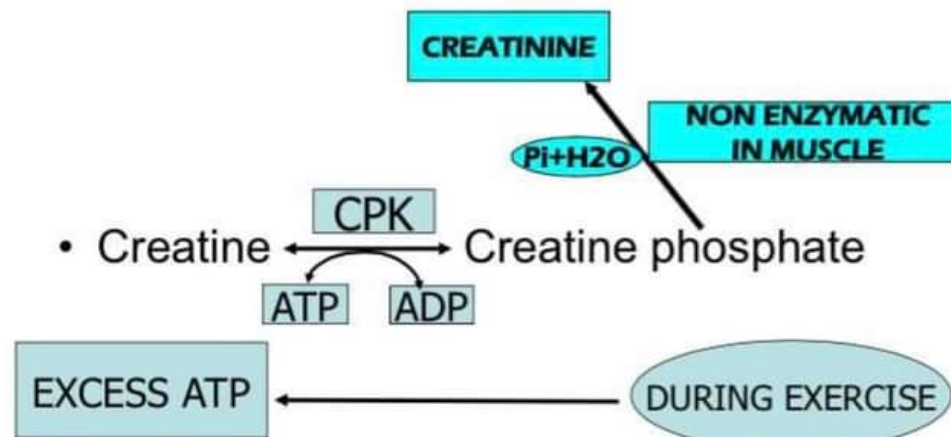 CREATININE
NON ENZYMATIC
IN MUSCLE
Pi+H2O
CPK
• Creatine
Creatine phosphate
ATP
ADP
EXCESS ATP
DURING EXERCISE